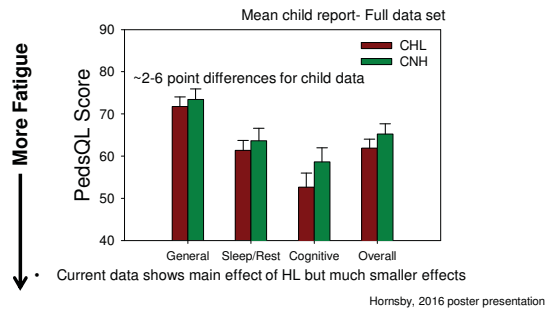 Mean child report- Full data set
90
80
70
60
50
40
PedsQL Score
More Fatigue
CHL
CNH
~2-6 point differences for child data
General Sleep/Rest Cognitive Overall
• Current data shows main effect of HL but much smaller effects
Hornsby, 2016 poster presentation